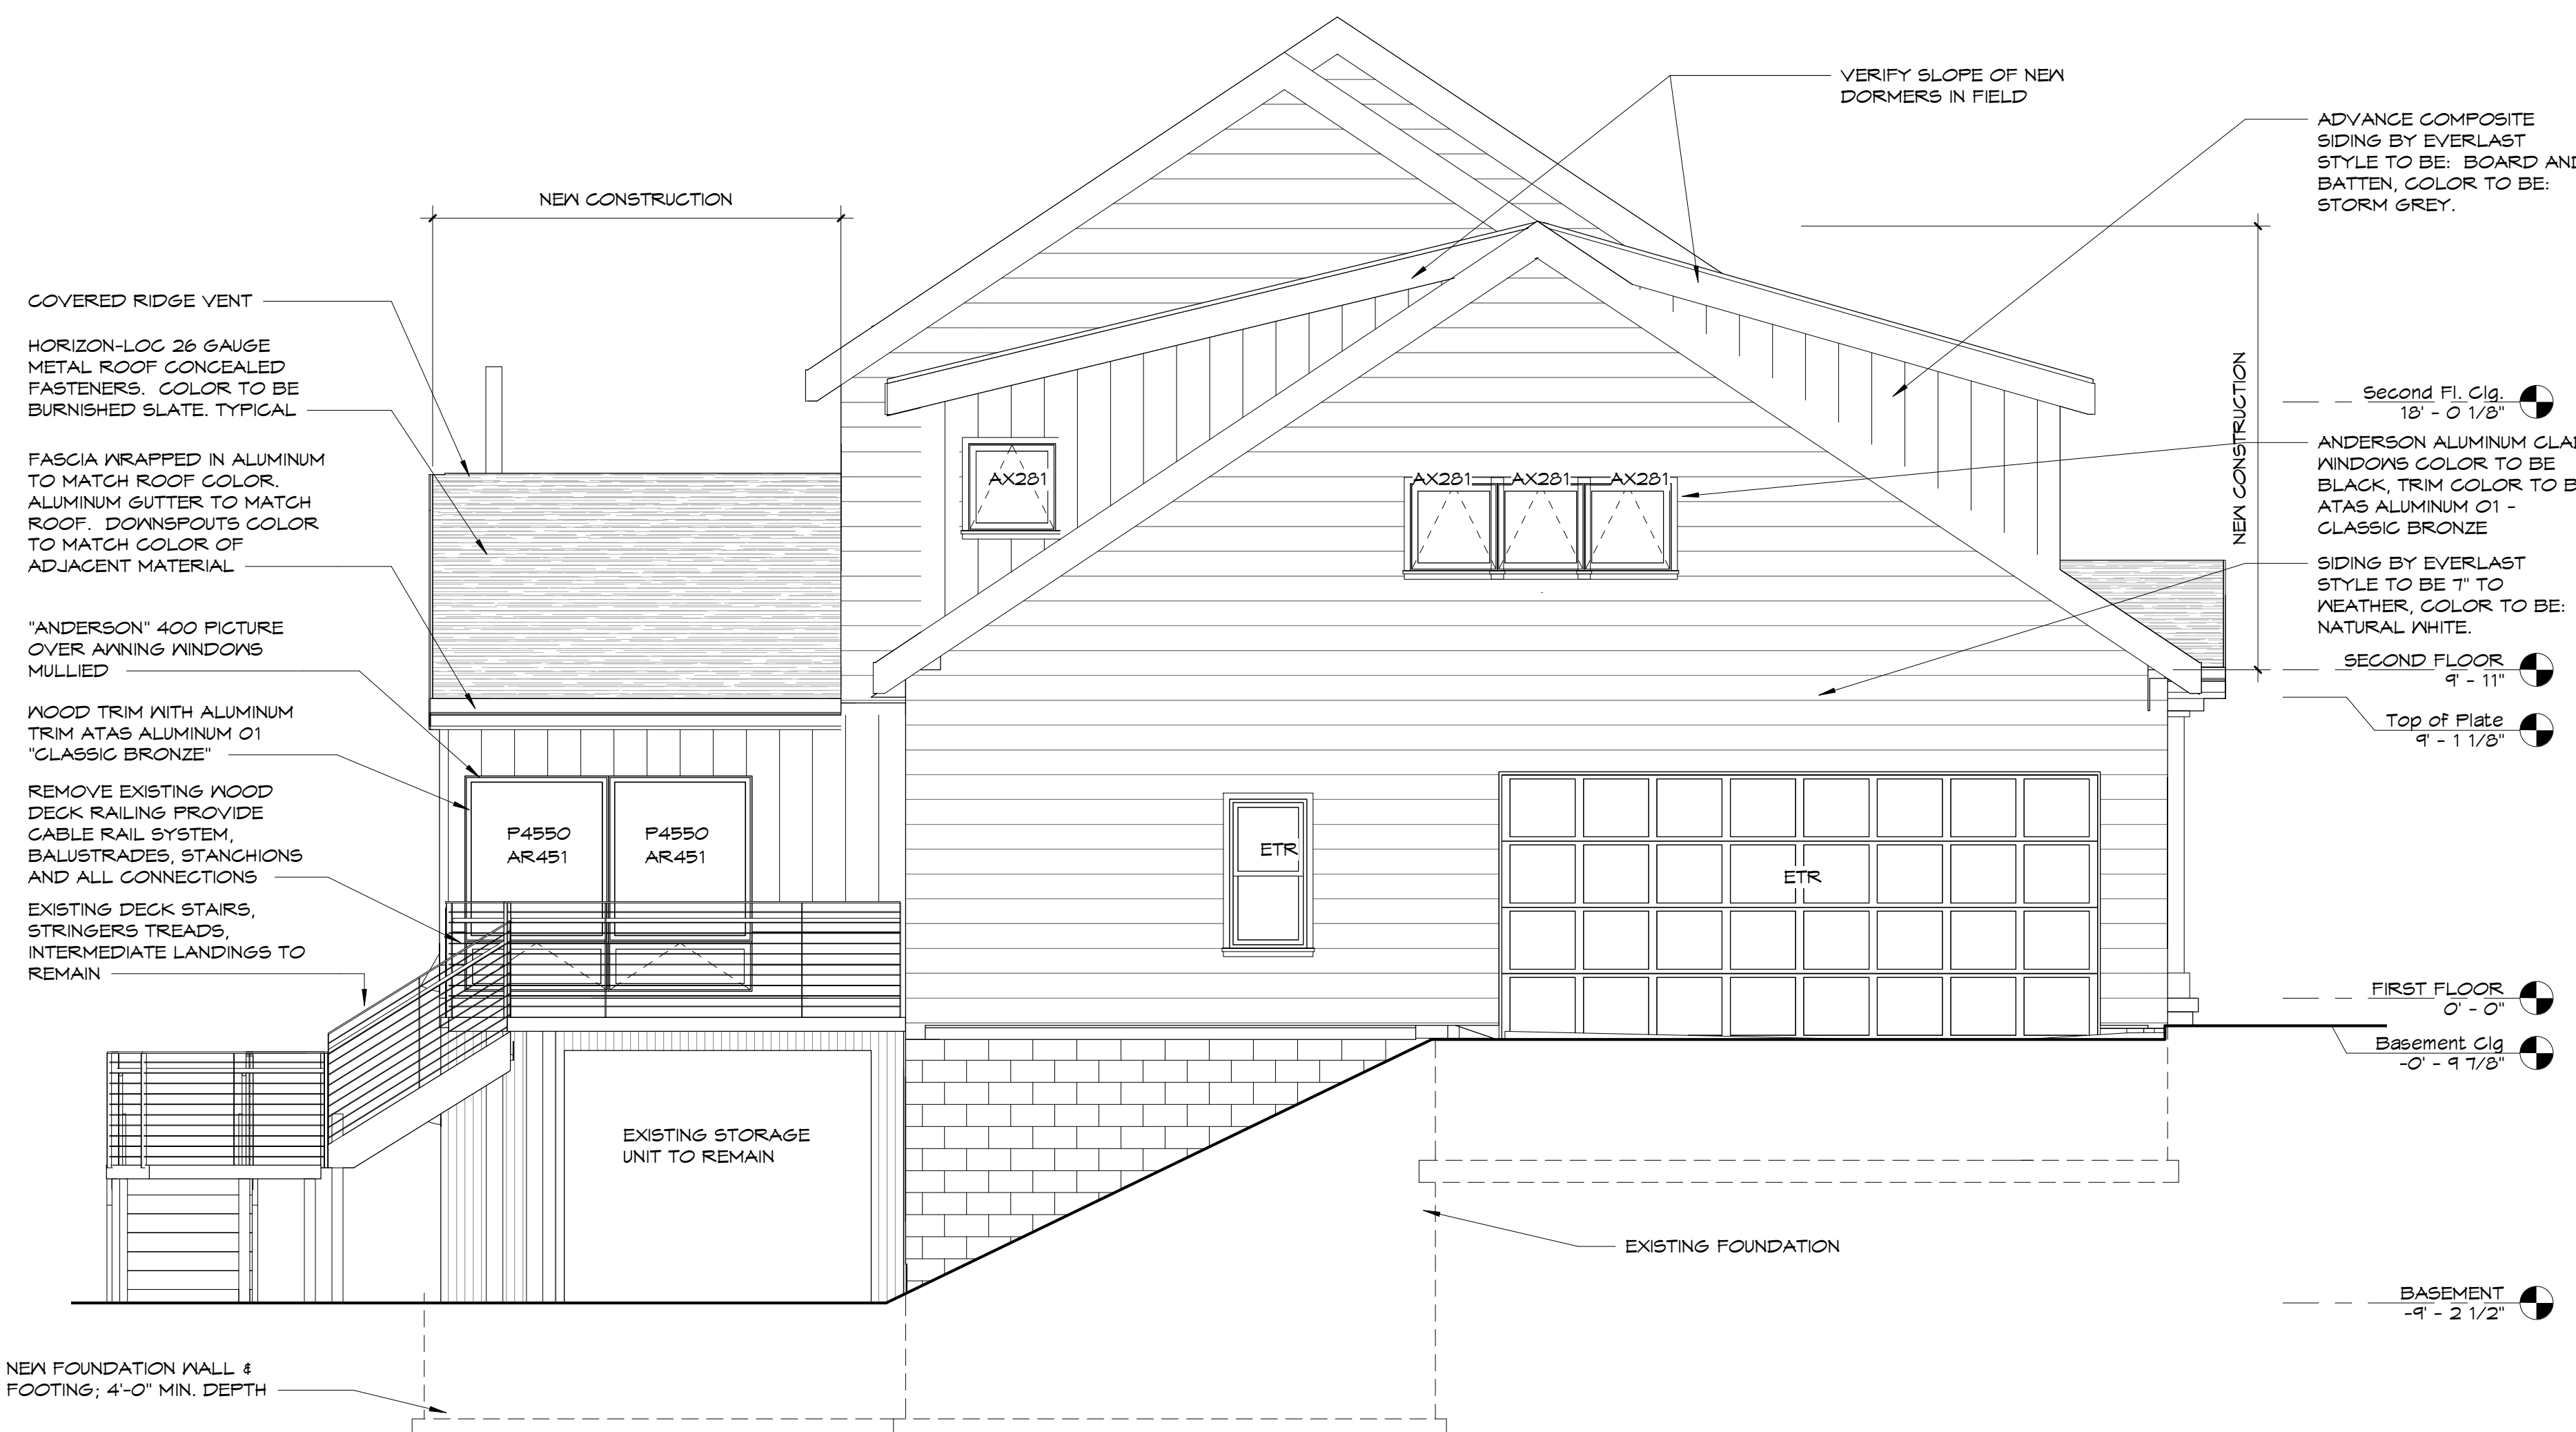 VERIFY SLOPE OF NEW
DORMERS IN FIELD
ADVANCE COMPOSITE
SIDING BY EVERLAST
STYLE TO BE: BOARD AN
BATTEN, COLOR TO BE:
STORM GREY.
NEW CONSTRUCTION
COVERED RIDGE VENT
HORIZON-LOC 26 GAUGE
METAL ROOF CONCEALED
FASTENERS. COLOR TO BE
BURNISHED SLATE. TYPICAL
FASCIA WRAPPED IN ALUMINUM
TO MATCH ROOF COLOR.
ALUMINUM GUTTER TO MATCH
ROOF. DOWNSPOUTS COLOR
TO MATCH COLOR OF
ADJACENT MATERIAL
"ANDERSON" 400 PICTURE
OVER AWNING WINDOWS
MULLIED
WOOD TRIM WITH ALUMINUM
TRIM ATAS ALUMINUM 01
"CLASSIC BRONZE"
REMOVE EXISTING WOOD
DECK RAILING PROVIDE
CABLE RAIL SYSTEM,
BALUSTRADES, STANCHIONS
AND ALL CONNECTIONS
EXISTING DECK STAIRS,
STRINGERS TREADS,
INTERMEDIATE LANDINGS TO
REMAIN
AX281
AX281
AX281
AX281
P4550
AR451
P4550
AR451
ETR
ETR
NEW CONSTRUCTION
Second Fl. Clg.
18' - 0 1/8"
ANDERSON ALUMINUM CLA
WINDOWS COLOR TO BE
BLACK, TRIM COLOR TO B
ATAS ALUMINUM 01 -
CLASSIC BRONZE
SIDING BY EVERLAST
STYLE TO BE 7" TO
WEATHER, COLOR TO BE:
NATURAL WHITE.
SECOND FLOOR
9' - 11"
Top of Plate
9' - 1 1/8"
FIRST FLOOR
0' - 0"
Basement Clg
-0' - 9 7/8"
EXISTING STORAGE
UNIT TO REMAIN
EXISTING FOUNDATION
BASEMENT
-9' - 2 1/2"
NEW FOUNDATION WALL &
FOOTING; 4'-0" MIN. DEPTH